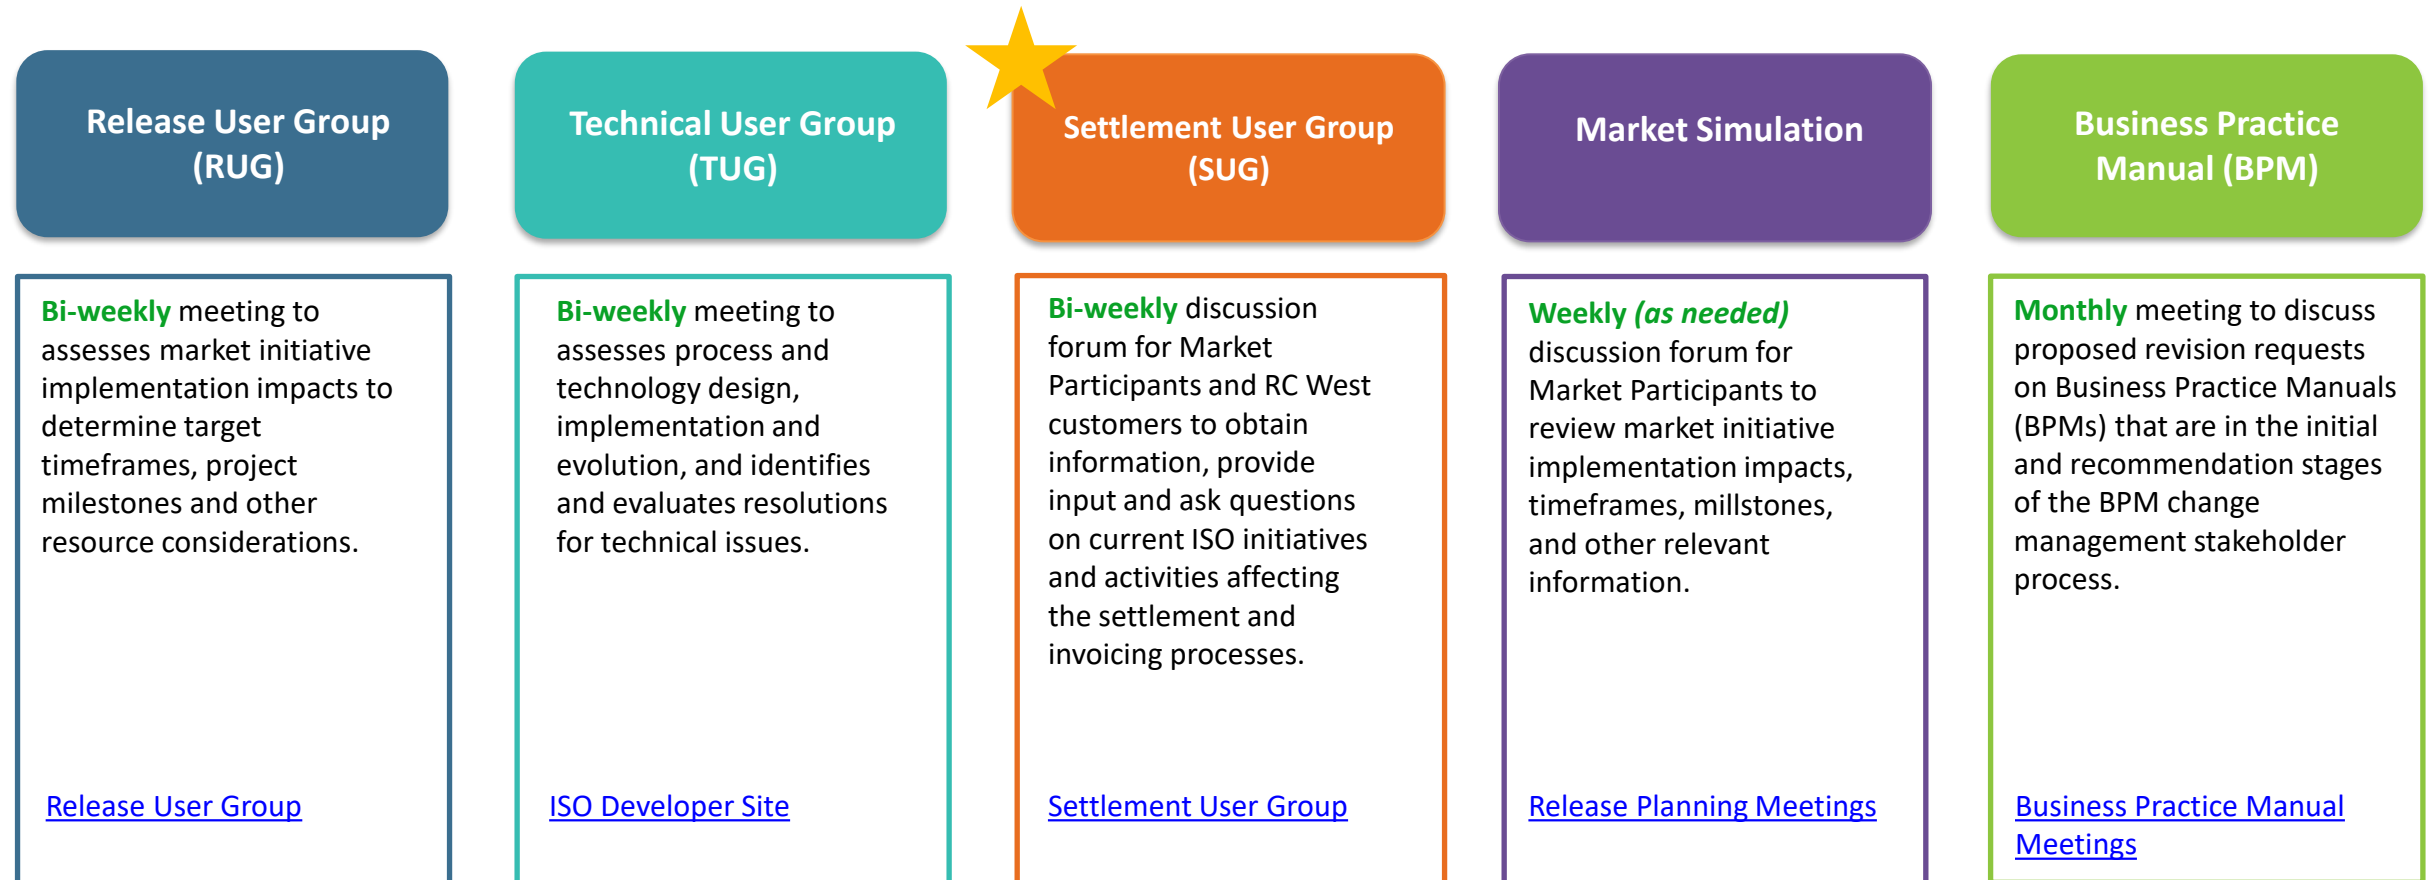 Release User Group
(RUG)
Technical User Group
(TUG)
Settlement User Group
(SUG)
Market Simulation
Business Practice
Manual (BPM)
Bi-weekly meeting to
assesses market initiative
implementation impacts to
determine target
timeframes, project
milestones and other
resource considerations.
Release User Group
Bi-weekly meeting to
assesses process and
technology design,
implementation and
evolution, and identifies
and evaluates resolutions
for technical issues.
ISO Developer Site
Bi-weekly discussion
forum for Market
Participants and RC West
customers to obtain
information, provide
input and ask questions
on current ISO initiatives
and activities affecting
the settlement and
invoicing processes.
Settlement User Group
Weekly (as needed)
discussion forum for
Market Participants to
review market initiative
implementation impacts,
timeframes, millstones,
and other relevant
information.
Release Planning Meetings
Monthly meeting to discuss
proposed revision requests
on Business Practice Manuals
(BPMs) that are in the initial
and recommendation stages
of the BPM change
management stakeholder
process.
Business Practice Manual
Meetings